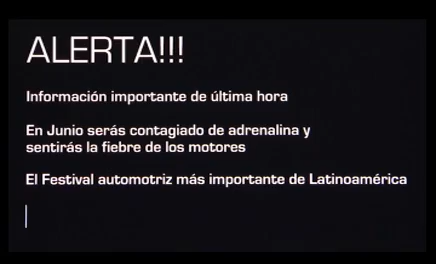 ALERTA!!!
Información importante de última hora
En Junio serás contagiado de adrenalina y
sentirás la fiebre de los motores
El Festival automotriz más importante de Latinoamérica